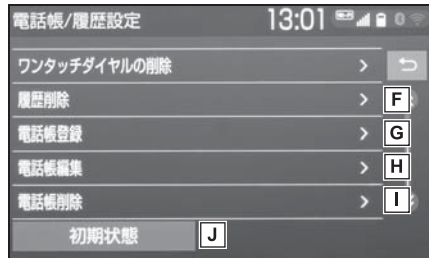 電話帳/履歴設定 13:01
ワンタッチダイヤルの削除 >
履歴削除 > F
電話帳登録 > G
電話帳編集 > H
電話帳削除 > I
初期状態 J